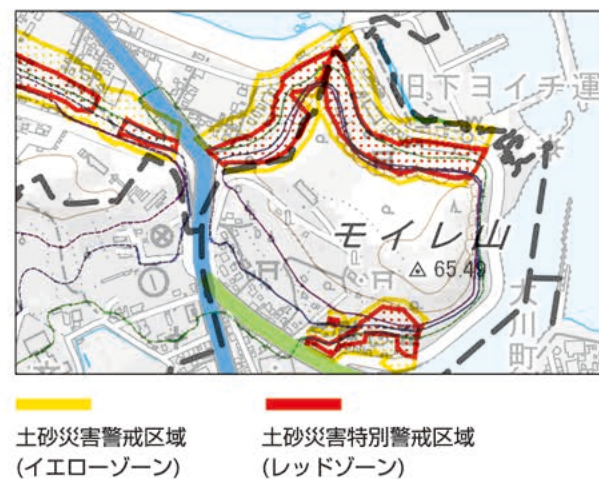 旧下ヨイチ運
モイレ山
65.49
大川町
土砂災害警戒区域
(イエローゾーン)
土砂災害特別警戒区域
(レッドゾーン)